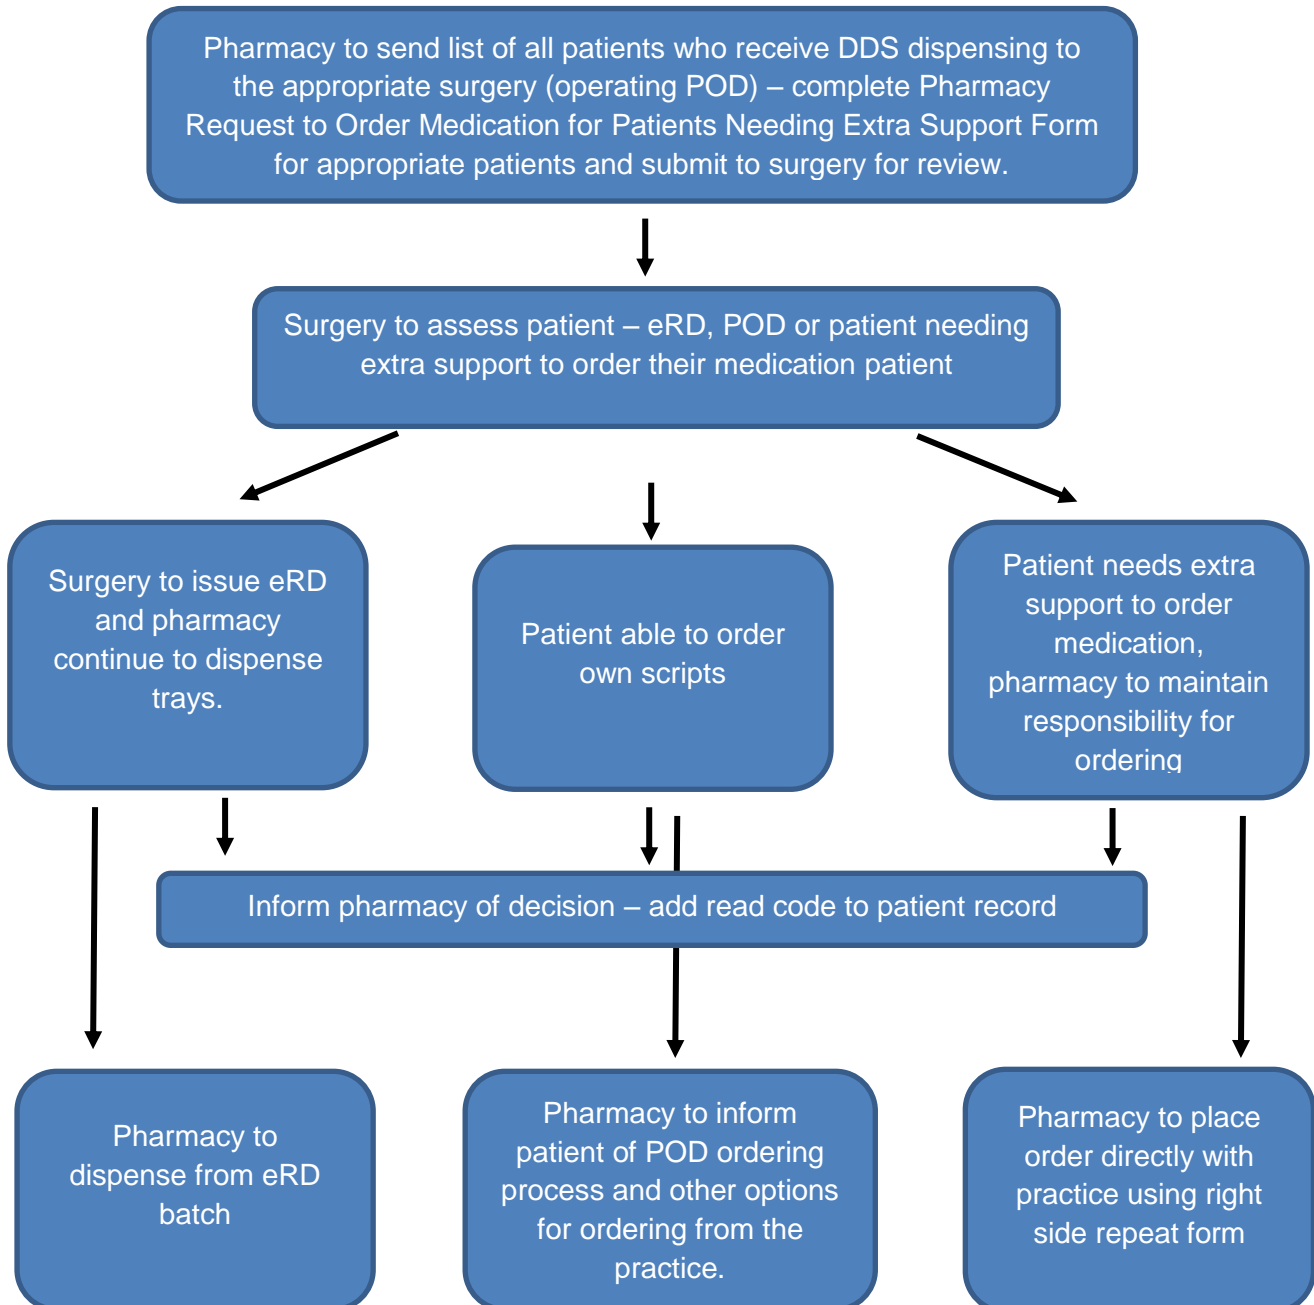 Pharmacy to send list of all patients who receive DDS dispensing to
the appropriate surgery (operating POD) – complete Pharmacy
Request to Order Medication for Patients Needing Extra Support Form
for appropriate patients and submit to surgery for review.
Surgery to assess patient – eRD, POD or patient needing
extra support to order their medication patient
Surgery to issue eRD
and pharmacy
continue to dispense
trays.
Patient able to order
own scripts
Patient needs extra
support to order
medication,
pharmacy to maintain
responsibility for
ordering
Inform pharmacy of decision – add read code to patient record
Pharmacy to
dispense from eRD
batch
Pharmacy to inform
patient of POD ordering
process and other options
for ordering from the
practice.
Pharmacy to place
order directly with
practice using right
side repeat form